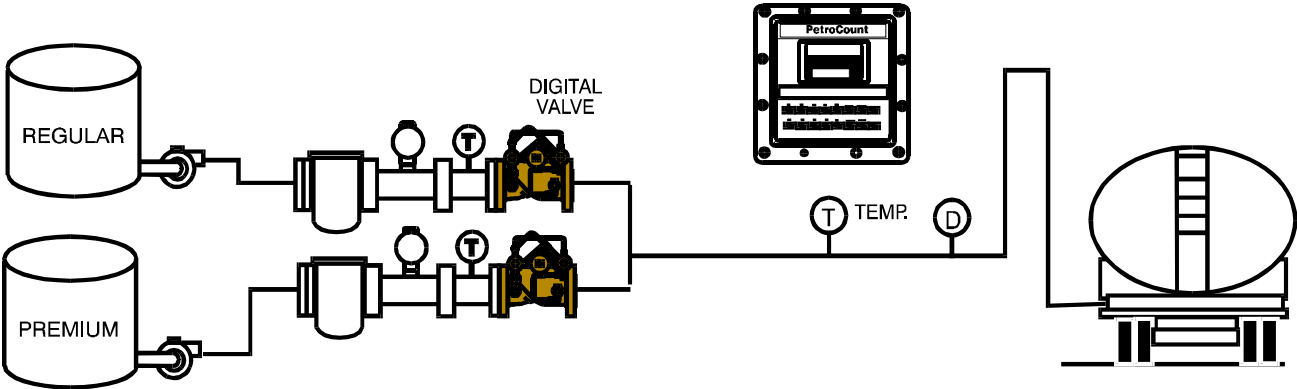 PetroCount
DIGITAL
VALVE
REGULAR
T
T TEMP. D
T
PREMIUM